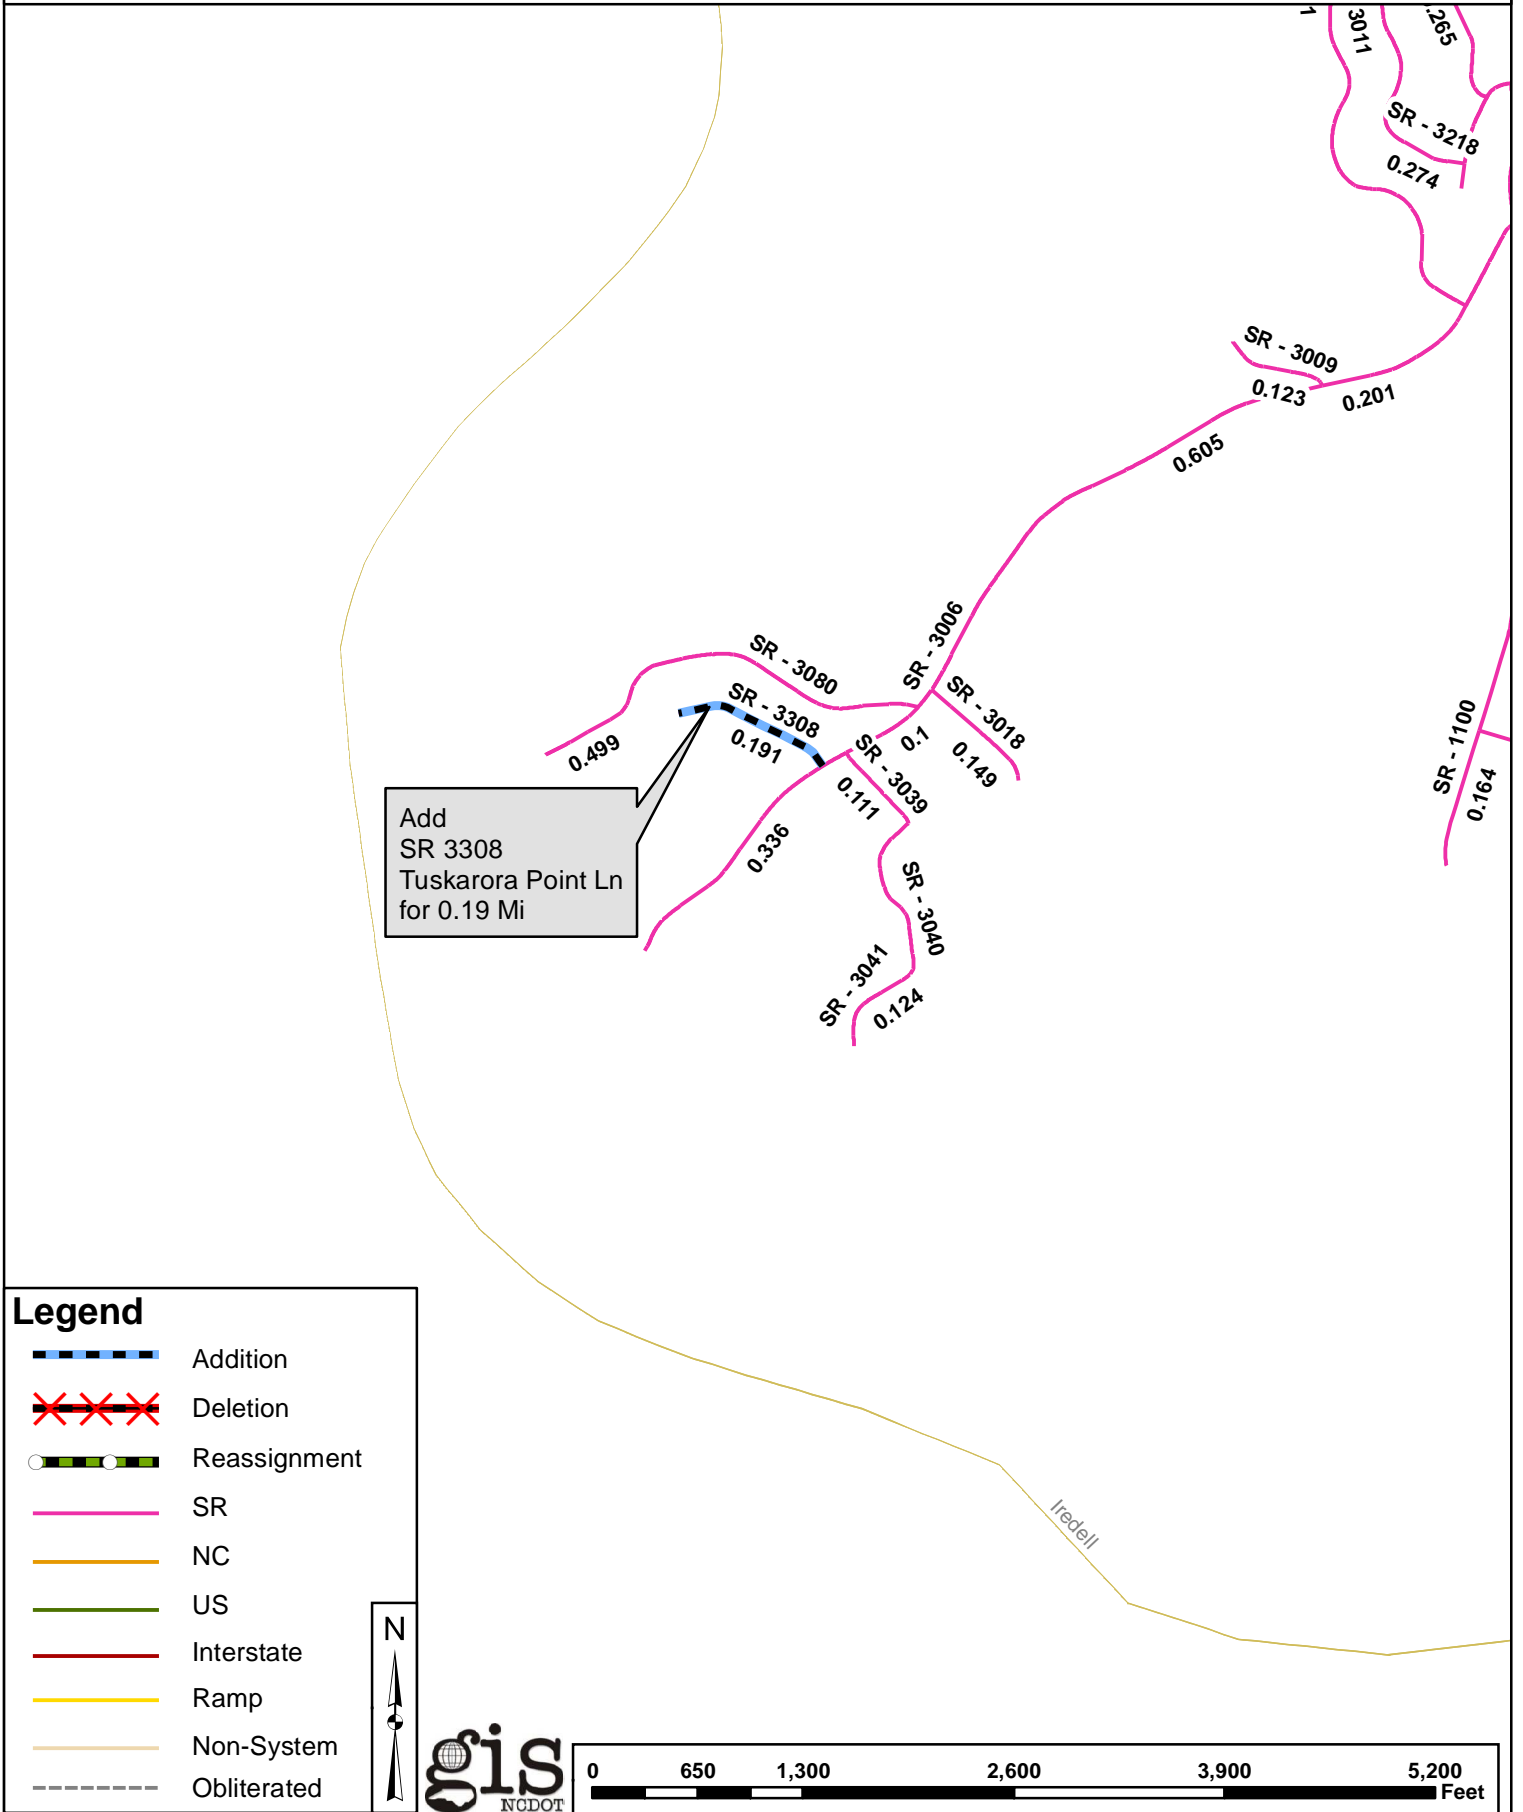 1
3011
.265
SR - 3218
0.274
SR - 3009
0.123
0.201
0.605
SR - 3006
SR - 3080
SR - 3308
SR - 3018
0.191
0.499
0.1
0.149
SR - 3039
0.111
SR - 1100
0.164
Add
SR 3308
Tuskarora Point Ln
for 0.19 Mi
0.336
SR - 3040
SR - 3041
0.124
Iredell
Legend
Addition
Deletion
Reassignment
SR
NC
US
Interstate
Ramp
Non-System
Obliterated
N
gis
NCDOT
0 650 1,300 2,600 3,900 5,200
Feet